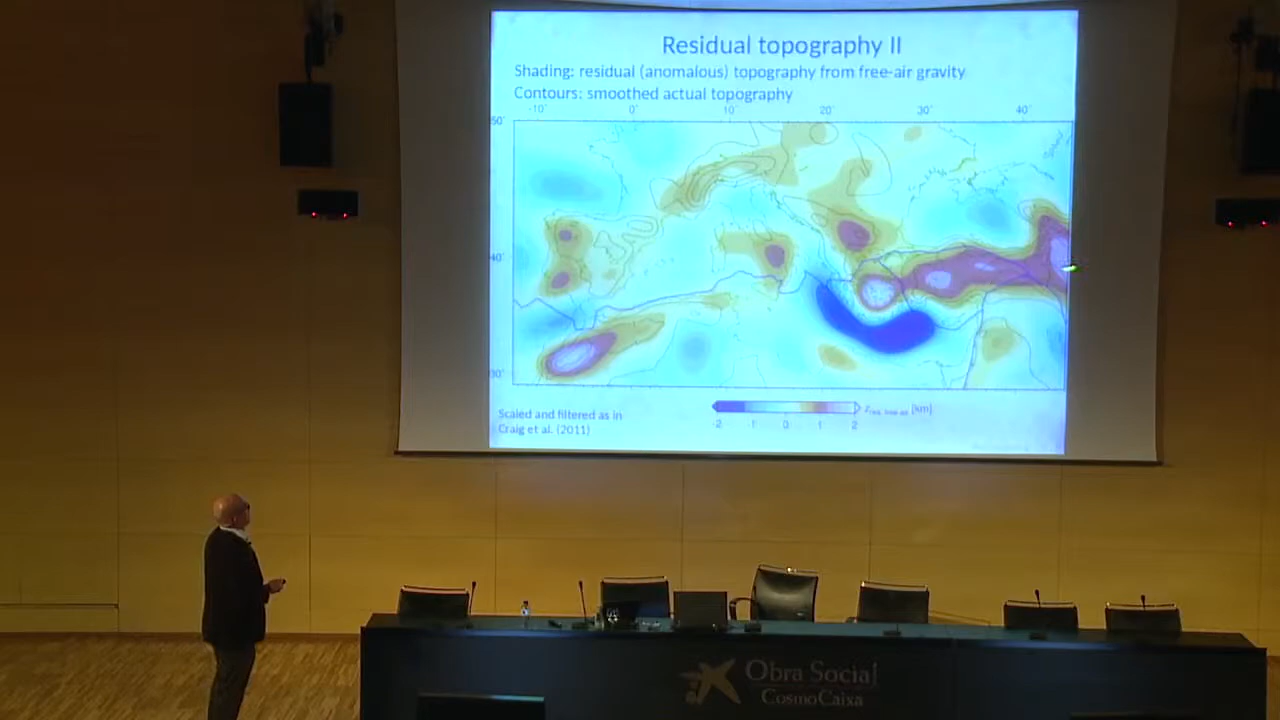 Residual topography II
Shading: residual (anomalous) topography from free-air gravity
Contours: smoothed actual topography
-10° 0° 10° 20° 30° 40°
50°
40°
30°
Scaled and filtered as in
Craig et al. (2011)
[km]
-2 -1 0 1 2
Obra Social
CosmoCaixa